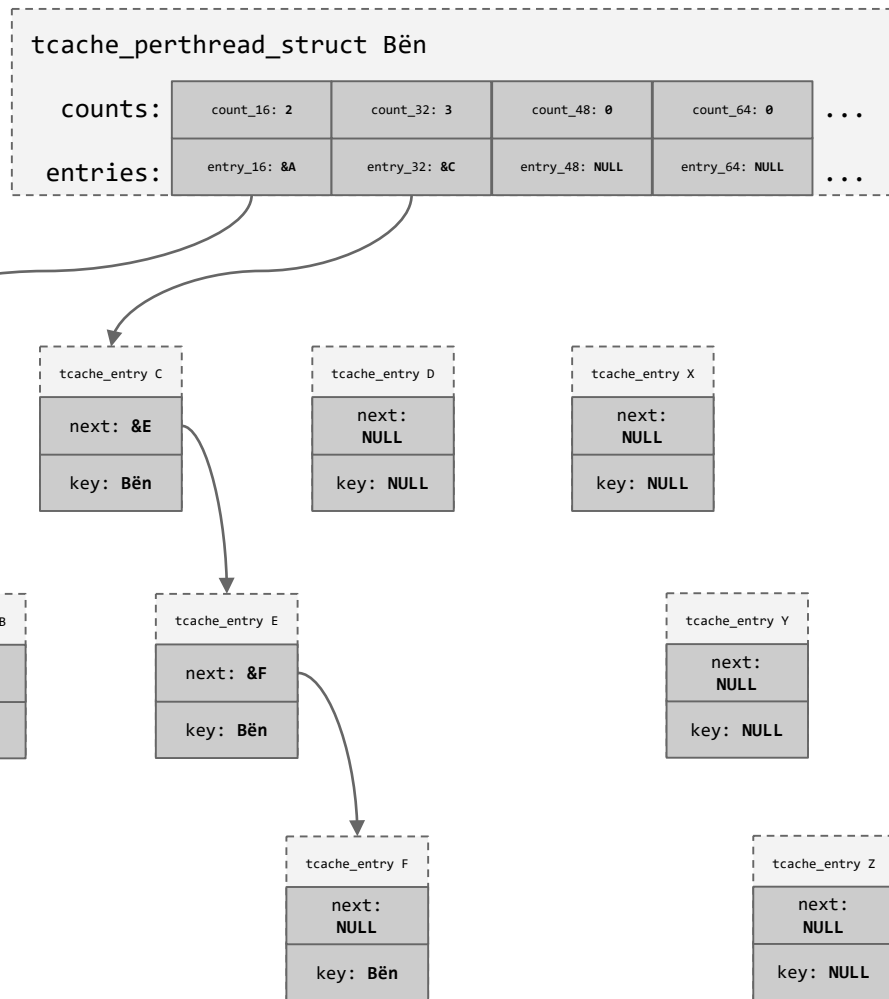 tcache_perthread_struct Bën
counts: count_16: 2 count_32: 3 count_48: 0 count_64: 0 ...
entries: entry_16: &A entry_32: &C entry_48: NULL entry_64: NULL ...
tcache_entry C
next: &E
key: Bën
tcache_entry D
next:
NULL
key: NULL
tcache_entry X
next:
NULL
key: NULL
B
tcache_entry E
next: &F
key: Bën
tcache_entry Y
next:
NULL
key: NULL
tcache_entry F
next:
NULL
key: Bën
tcache_entry Z
next:
NULL
key: NULL